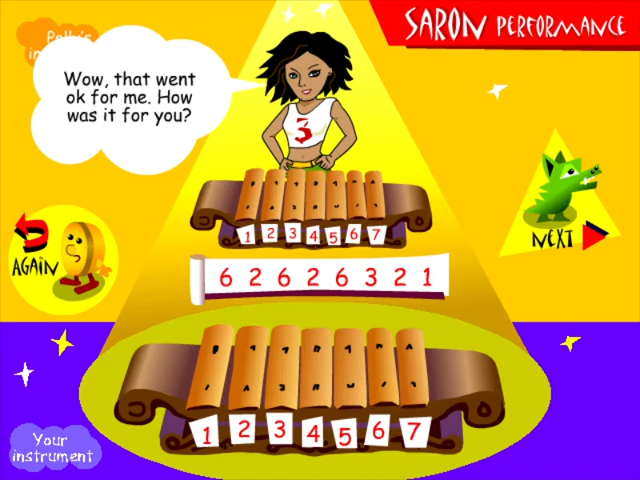 SARON PERFORMANCE
Polly's
Wow, that went
ok for me. How
was it for you?
3
1 2 3 4 5 6 7
AGAIN
NEXT
6 2 6 2 6 3 2 1
1 2 3 4 5 6 7
Your
instrument